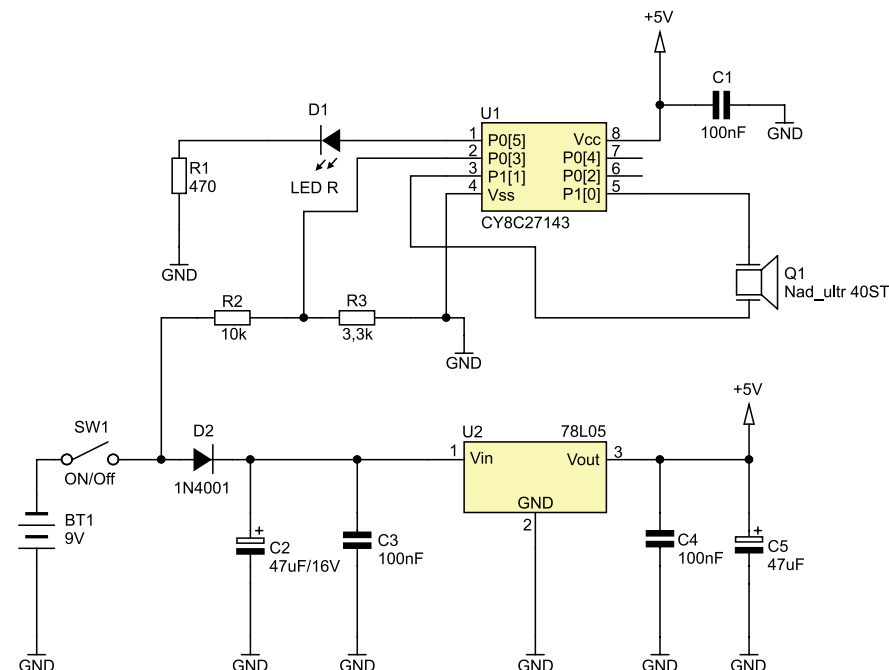 +5V
C1
100nF
GND
D1
LED R
R1
470
GND
U1
1 P0[5] Vcc 8
2 P0[3] P0[4] 7
3 P1[1] P0[2] 6
4 Vss P1[0] 5
CY8C27143
Q1
Nad_ultr 40ST
R2
10k
R3
3,3k
GND
+5V
SW1
ON/Off
D2
1N4001
U2 78L05
1 Vin Vout 3
GND
2
BT1
9V
+
C2
47uF/16V
C3
100nF
C4
100nF
+
C5
47uF
GND GND GND GND GND GND